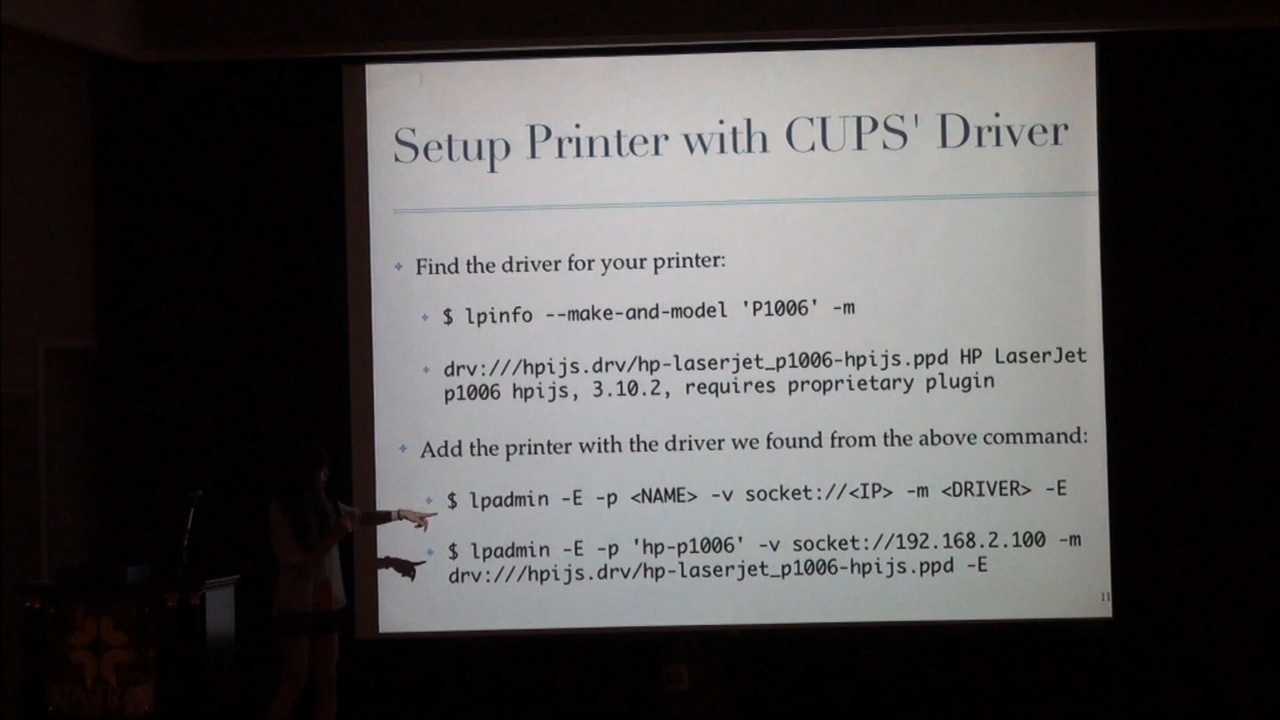 Setup Printer with CUPS' Driver
Find the driver for your printer:
$ lpinfo --make-and-model 'P1006' -m
drv:///hpijs.drv/hp-laserjet_p1006-hpijs.ppd HP LaserJet
p1006 hpijs, 3.10.2, requires proprietary plugin
Add the printer with the driver we found from the above command:
$ lpadmin -E -p <NAME> -v socket://<IP> -m <DRIVER> -E
$ lpadmin -E -p 'hp-p1006' -v socket://192.168.2.100 -m
drv:///hpijs.drv/hp-laserjet_p1006-hpijs.ppd -E
11